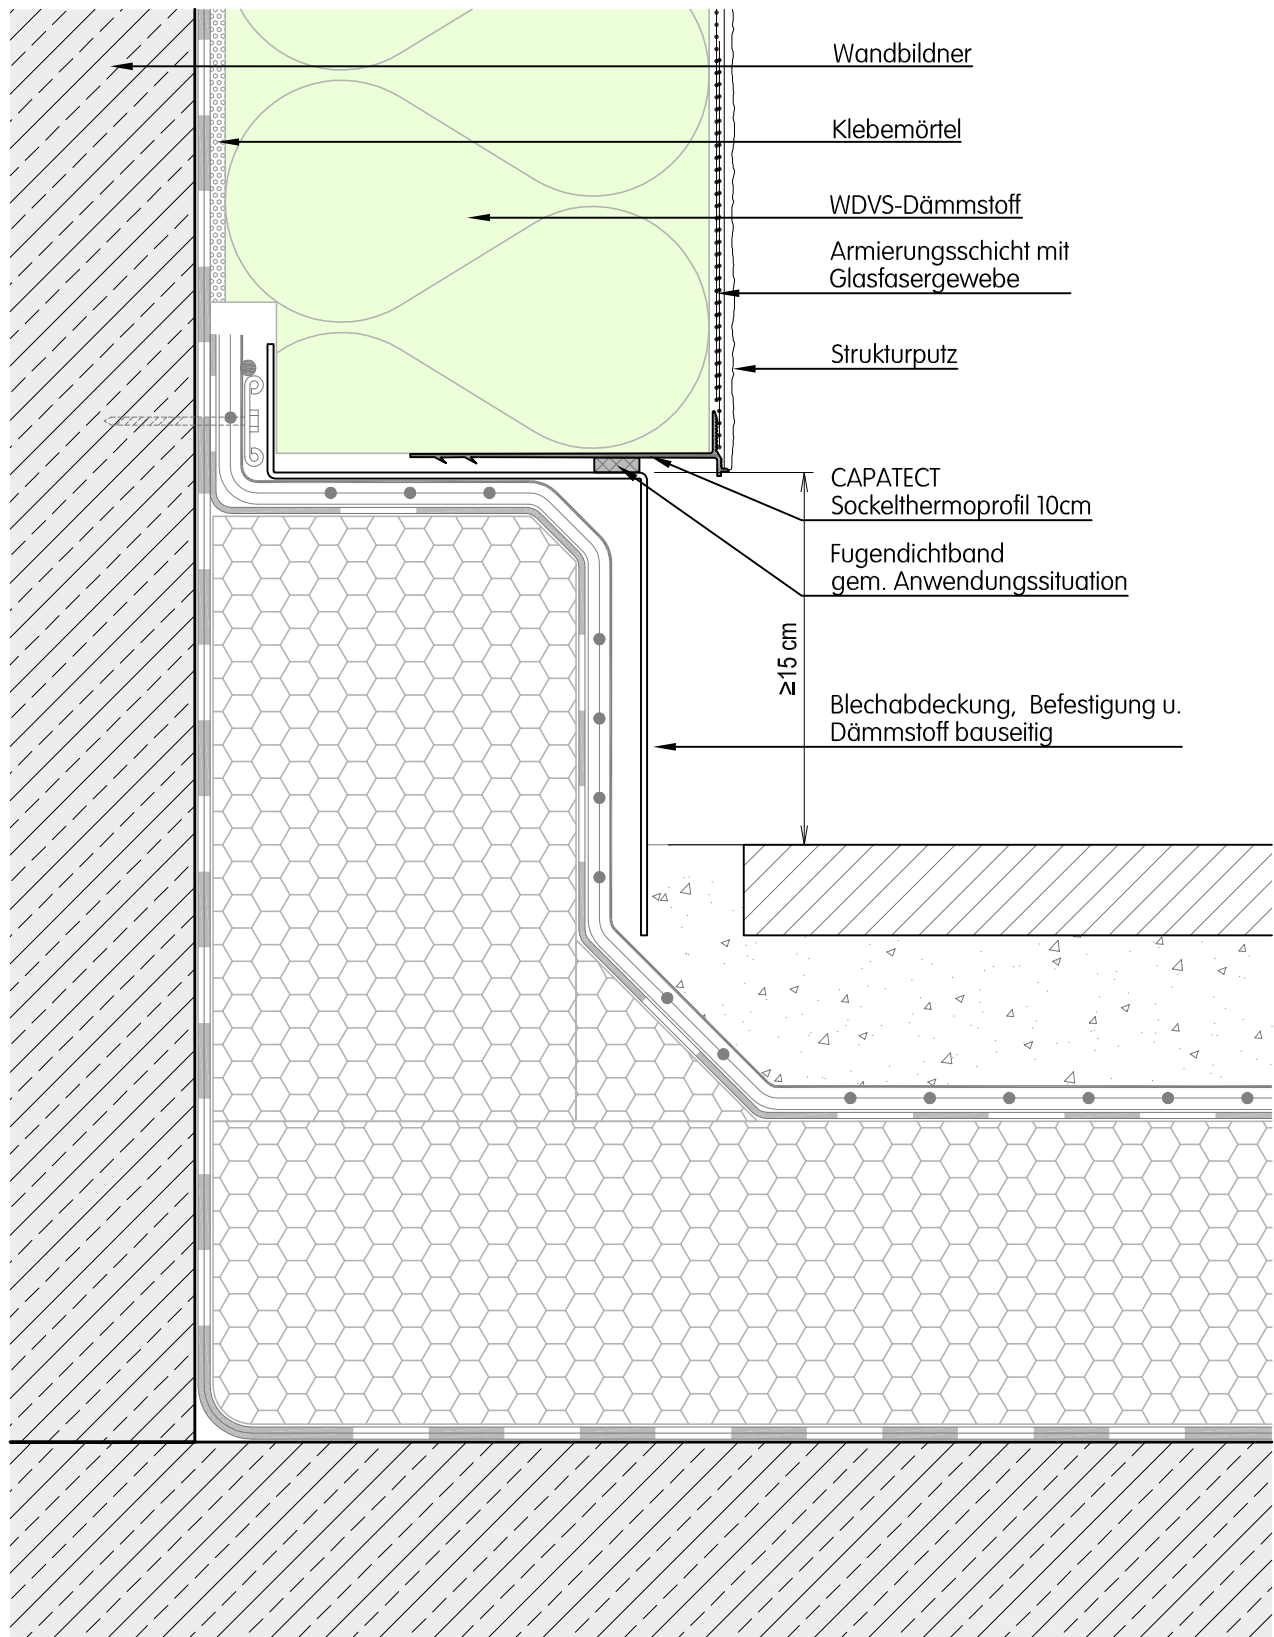 Wandbildner
Klebemörtel
WDVS-Dämmstoff
Armierungsschicht mit
Glasfasergewebe
Strukturputz
CAPATECT
Sockelthermoprofil 10cm
Fugendichtband
gem. Anwendungssituation
≥15 cm
Blechabdeckung, Befestigung u.
Dämmstoff bauseitig